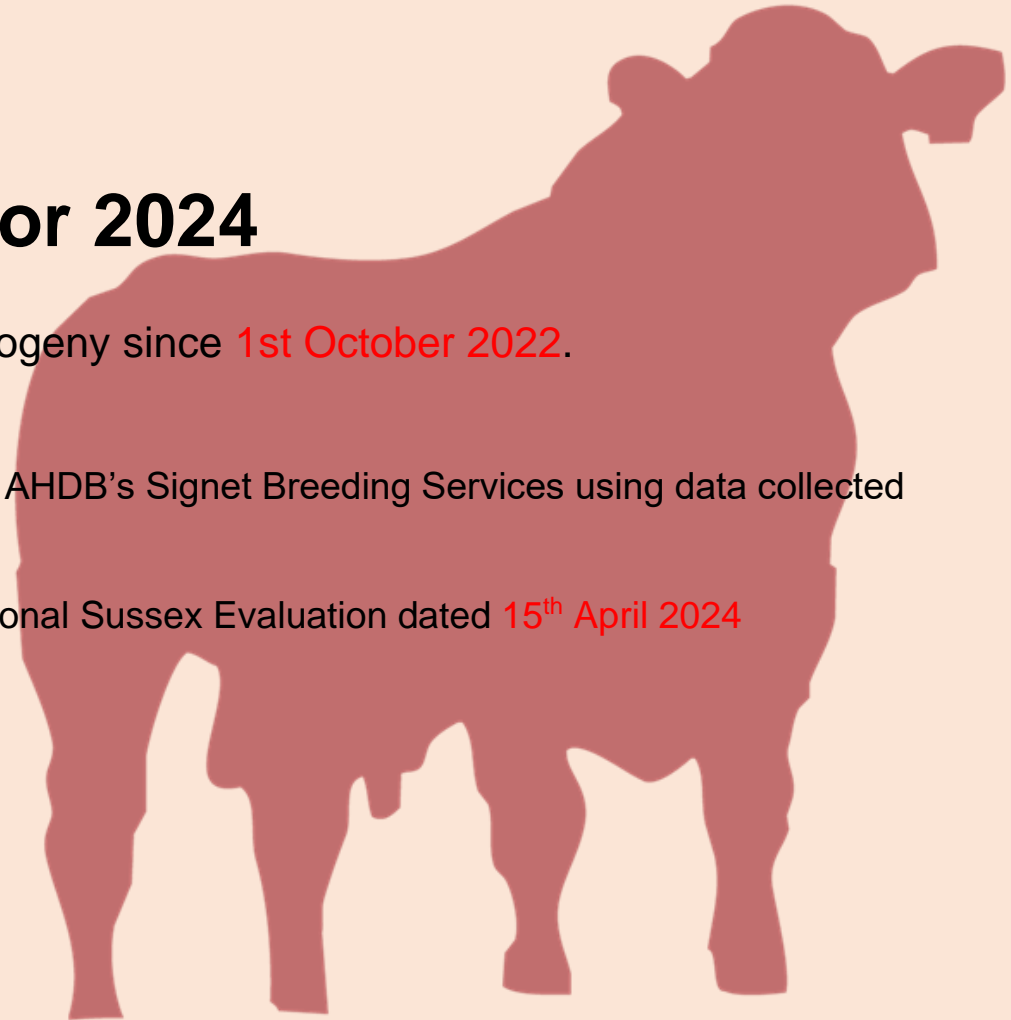 or 2024
ogeny since 1st October 2022.
AHDB’s Signet Breeding Services using data collected
onal Sussex Evaluation dated 15th April 2024